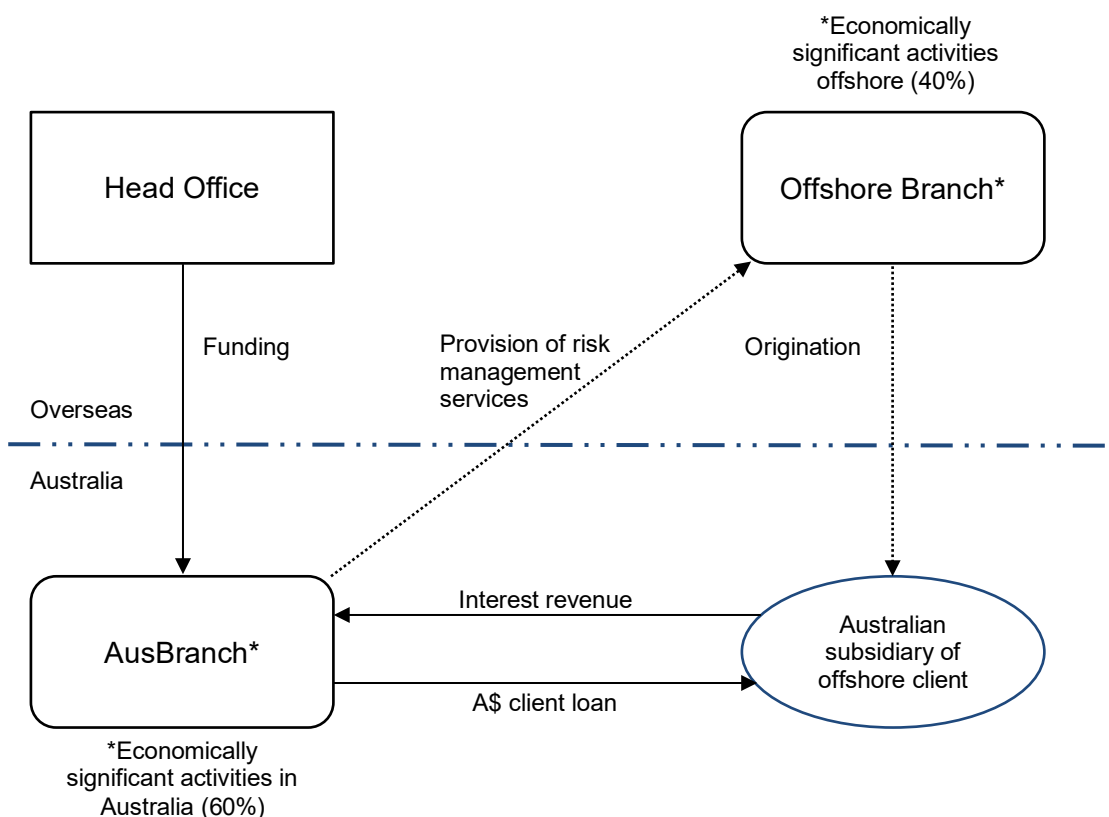 *Economically
significant activities
offshore (40%)
Head Office
Offshore Branch*
Funding
Provision of risk
management
services
Origination
Overseas
Australia
Interest revenue
AusBranch*
Australian
subsidiary of
offshore client
A$ client loan
*Economically
significant activities in
Australia (60%)